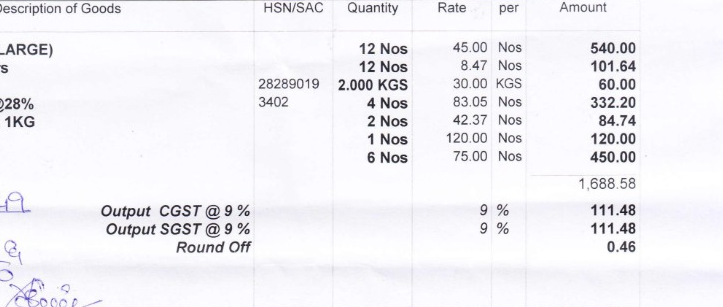 Description of Goods HSN/SAC Quantity Rate per Amount
LARGE) 12 Nos 45.00 Nos 540.00
rs 12 Nos 8.47 Nos 101.64
28289019 2.000 KGS 30.00 KGS 60.00
@28% 3402 4 Nos 83.05 Nos 332.20
1KG 2 Nos 42.37 Nos 84.74
1 Nos 120.00 Nos 120.00
6 Nos 75.00 Nos 450.00
1,688.58
Output CGST @ 9 % 9 % 111.48
Output SGST @ 9 % 9 % 111.48
Round Off 0.46